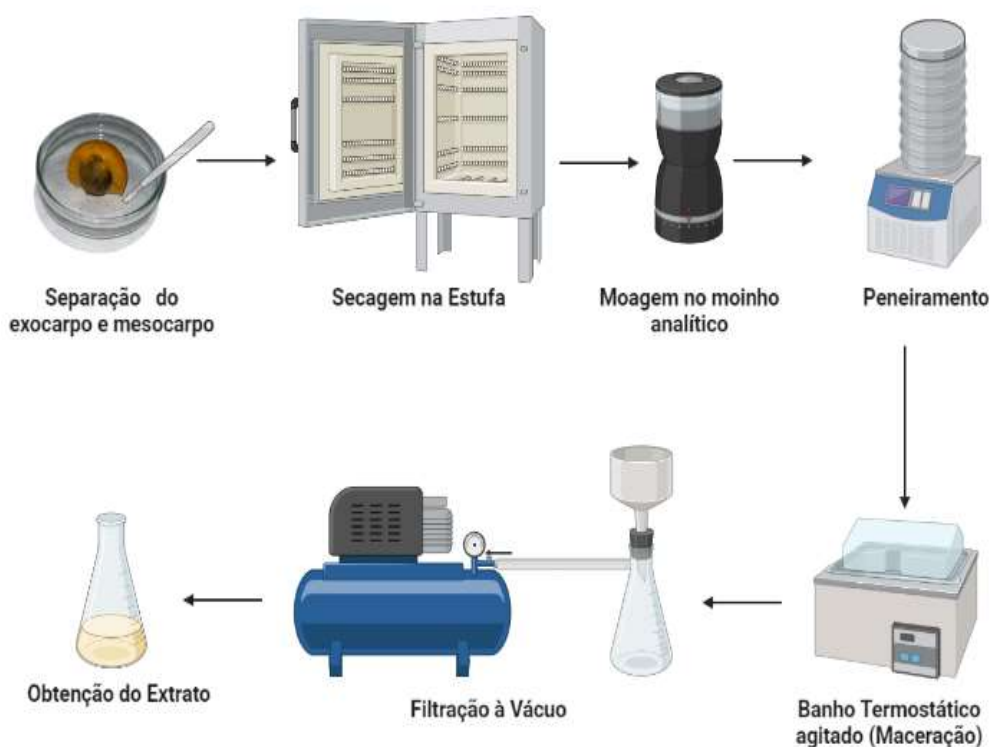 Separação do
exocarpo e mesocarpo
Secagem na Estufa
Moagem no moinho
analítico
Peneiramento
Banho Termostático
agitado (Maceração)
Filtração à Vácuo
Obtenção do Extrato